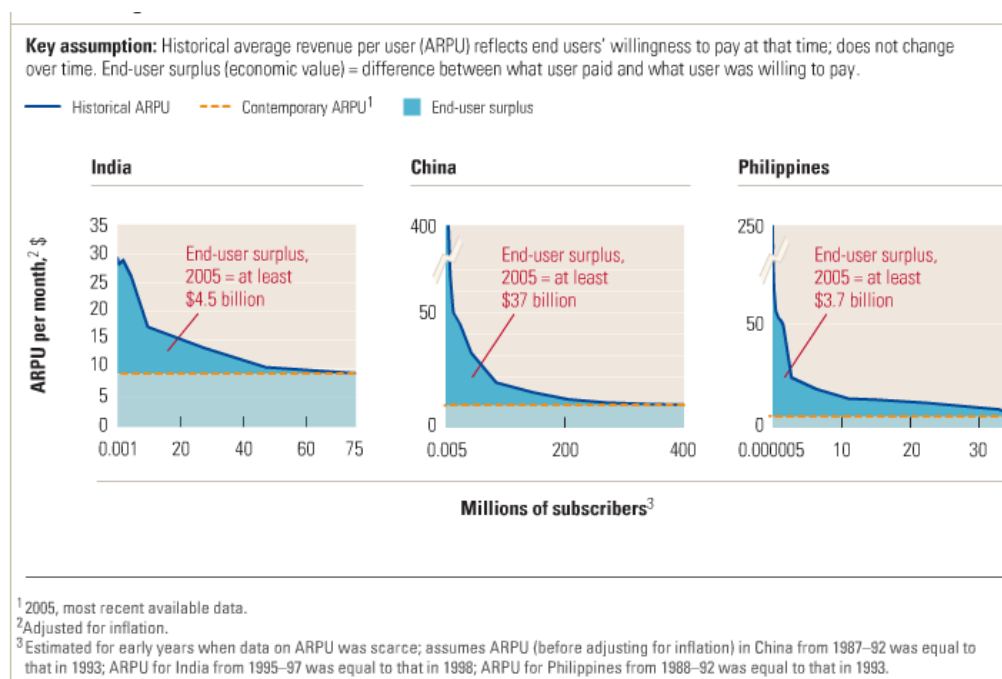 Key assumption: Historical average revenue per user (ARPU) reflects end users' willingness to pay at that time; does not change
over time. End-user surplus (economic value) = difference between what user paid and what user was willing to pay.
Historical ARPU
Contemporary ARPU1
End-user surplus
India
China
Philippines
ARPU per month,2 $
35
30
25
20
15
10
5
0
0.001
20
40
60
75
End-user surplus,
2005 = at least
$4.5 billion
400
50
0
0.005
200
400
End-user surplus,
2005 = at least
$37 billion
250
50
0
0.000005
10
20
30
End-user surplus,
2005 = at least
$3.7 billion
Millions of subscribers3
1 2005, most recent available data.
2 Adjusted for inflation.
3 Estimated for early years when data on ARPU was scarce; assumes ARPU (before adjusting for inflation) in China from 1987–92 was equal to
that in 1993; ARPU for India from 1995–97 was equal to that in 1998; ARPU for Philippines from 1988–92 was equal to that in 1993.